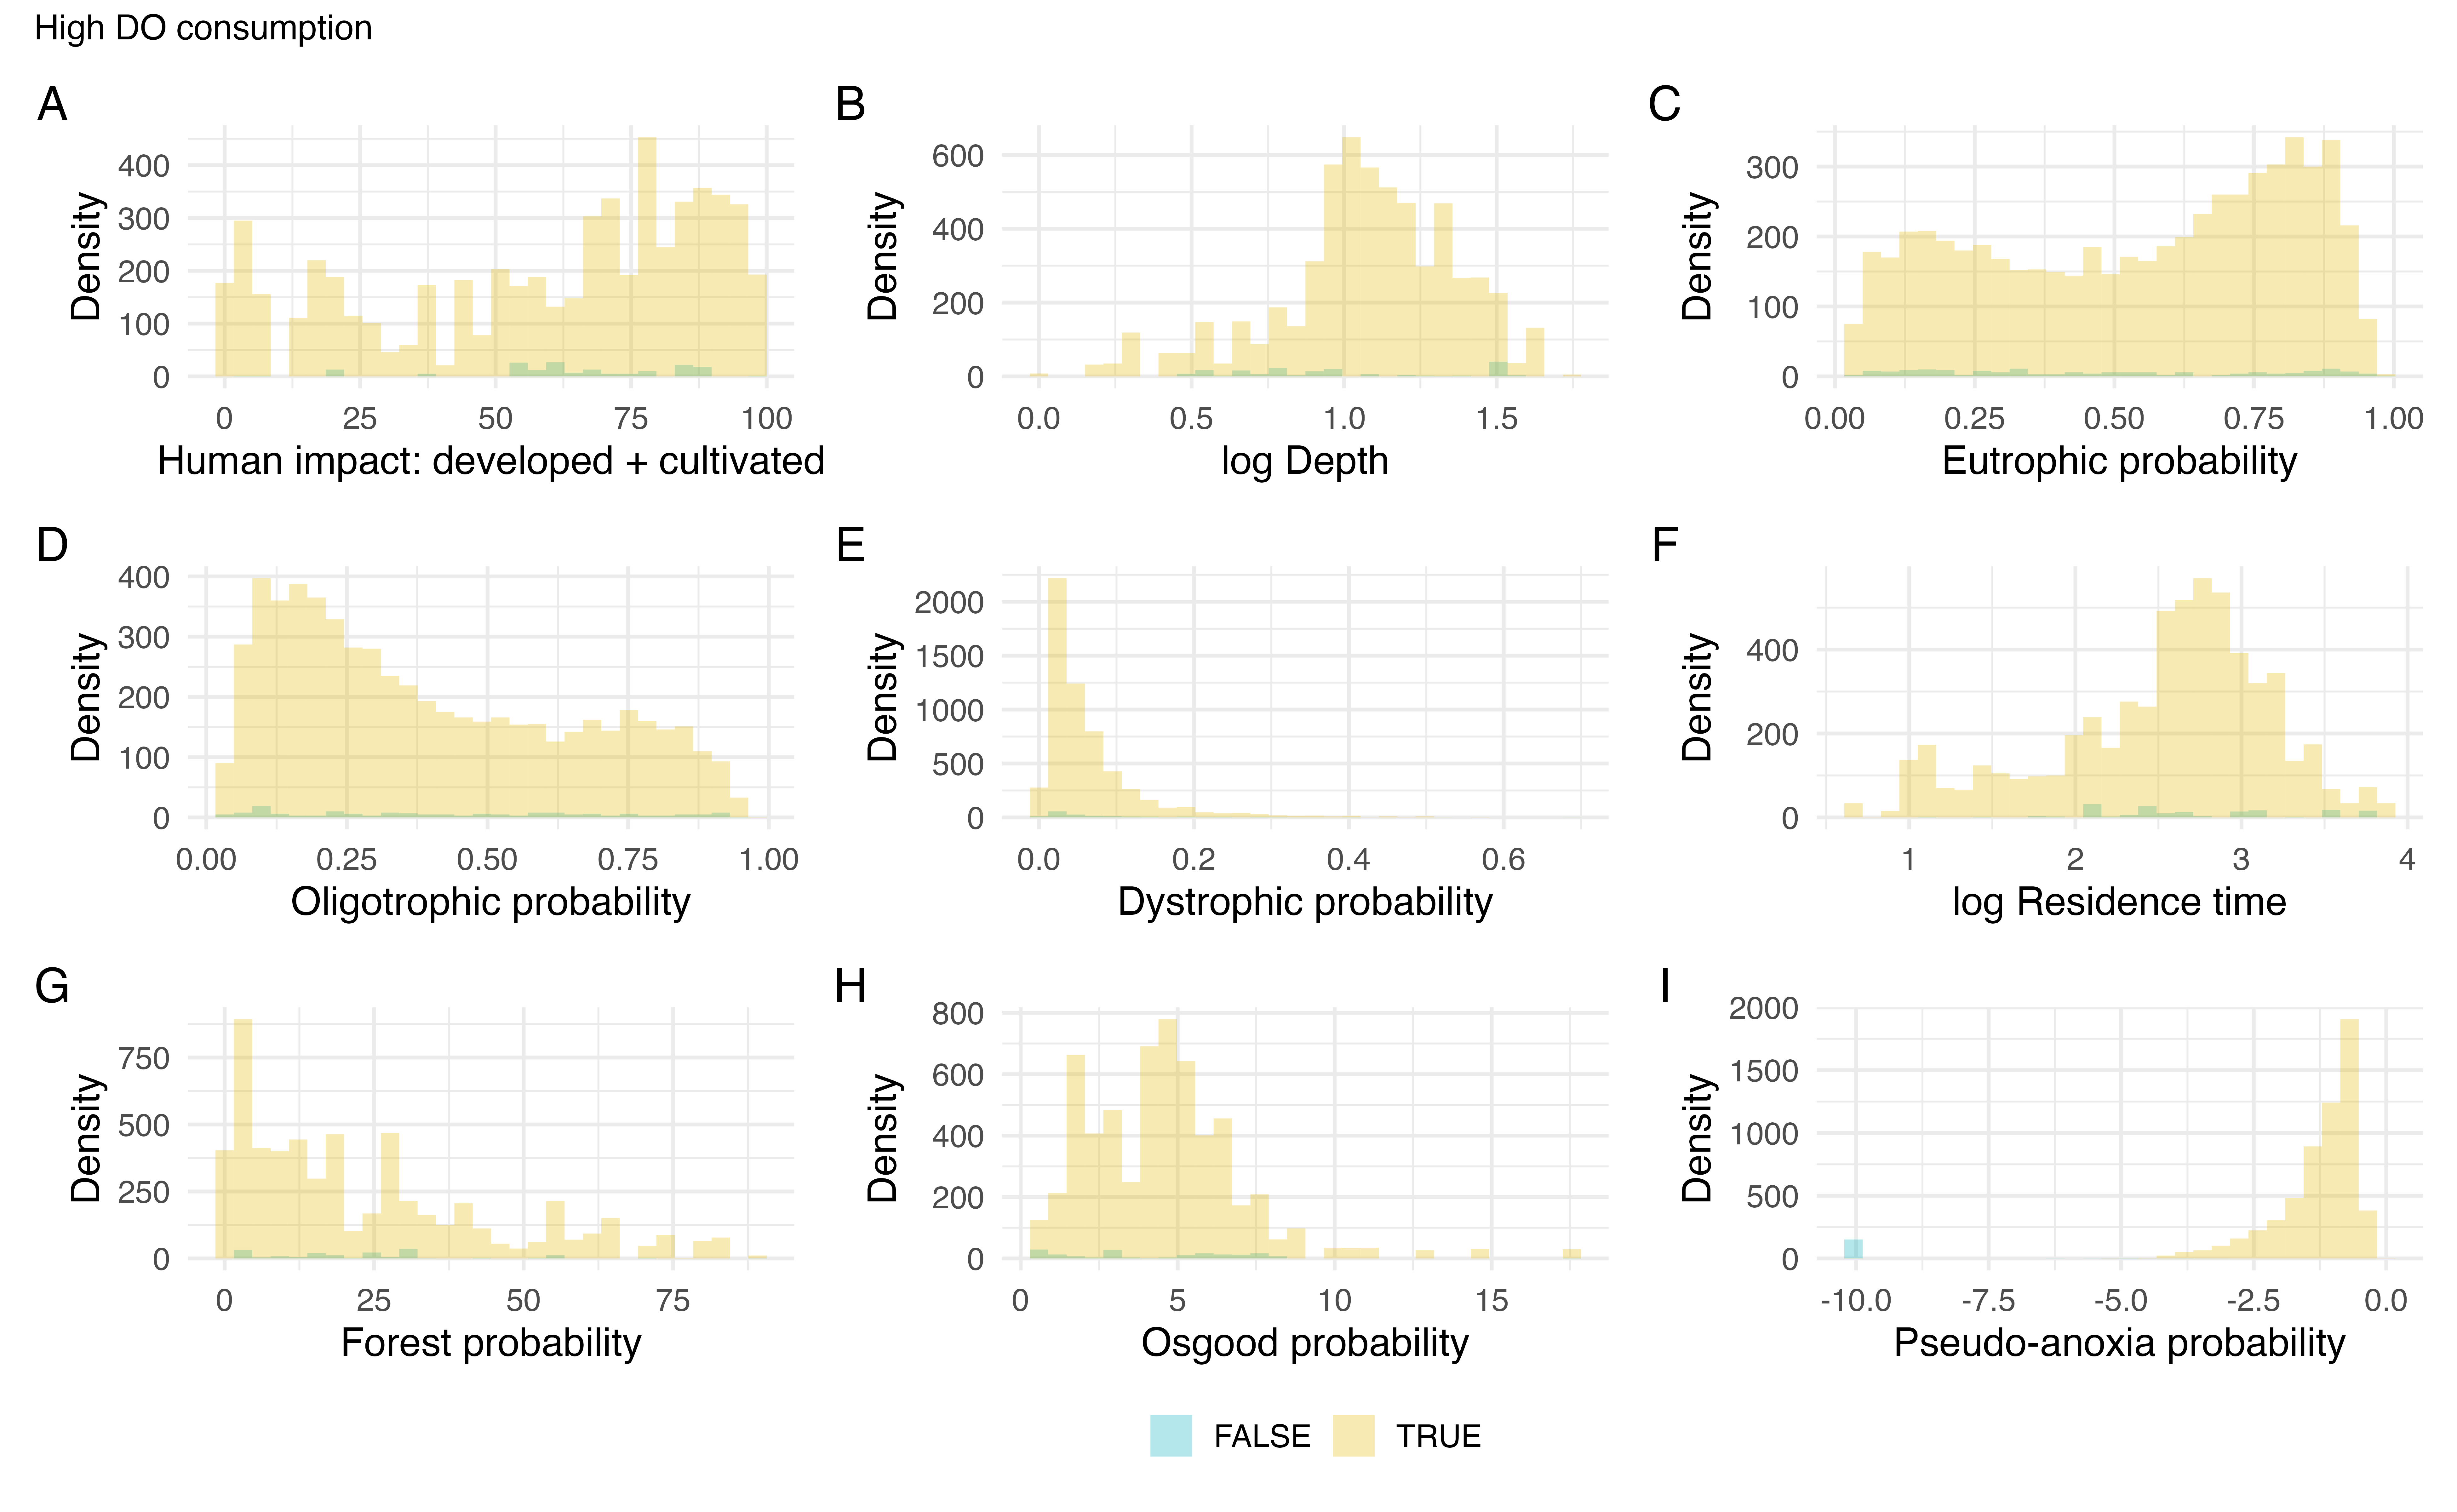 High DO consumption
A
B
C
Density
400
300
200
100
0
0
25
50
75
100
Human impact: developed + cultivated
Density
600
400
200
0
0.0
0.5
1.0
1.5
log Depth
Density
300
200
100
0
0.00
0.25
0.50
0.75
1.00
Eutrophic probability
D
E
F
Density
400
300
200
100
0
0.00
0.25
0.50
0.75
1.00
Oligotrophic probability
Density
2000
1500
1000
500
0
0.0
0.2
0.4
0.6
Dystrophic probability
Density
400
200
0
1
2
3
4
log Residence time
G
H
I
Density
750
500
250
0
0
25
50
75
Forest probability
Density
800
600
400
200
0
0
5
10
15
Osgood probability
Density
2000
1500
1000
500
0
-10.0
-7.5
-5.0
-2.5
0.0
Pseudo-anoxia probability
FALSE
TRUE